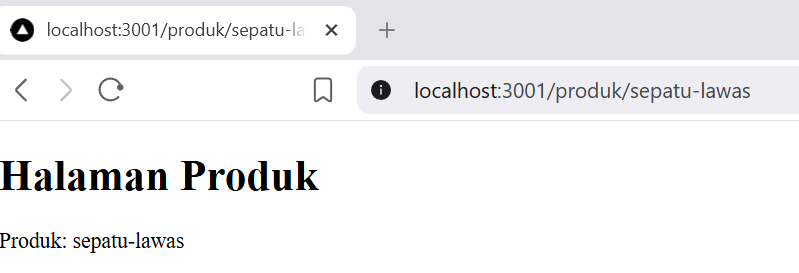 localhost:3001/produk/sepatu-la
localhost:3001/produk/sepatu-lawas
Halaman Produk
Produk: sepatu-lawas